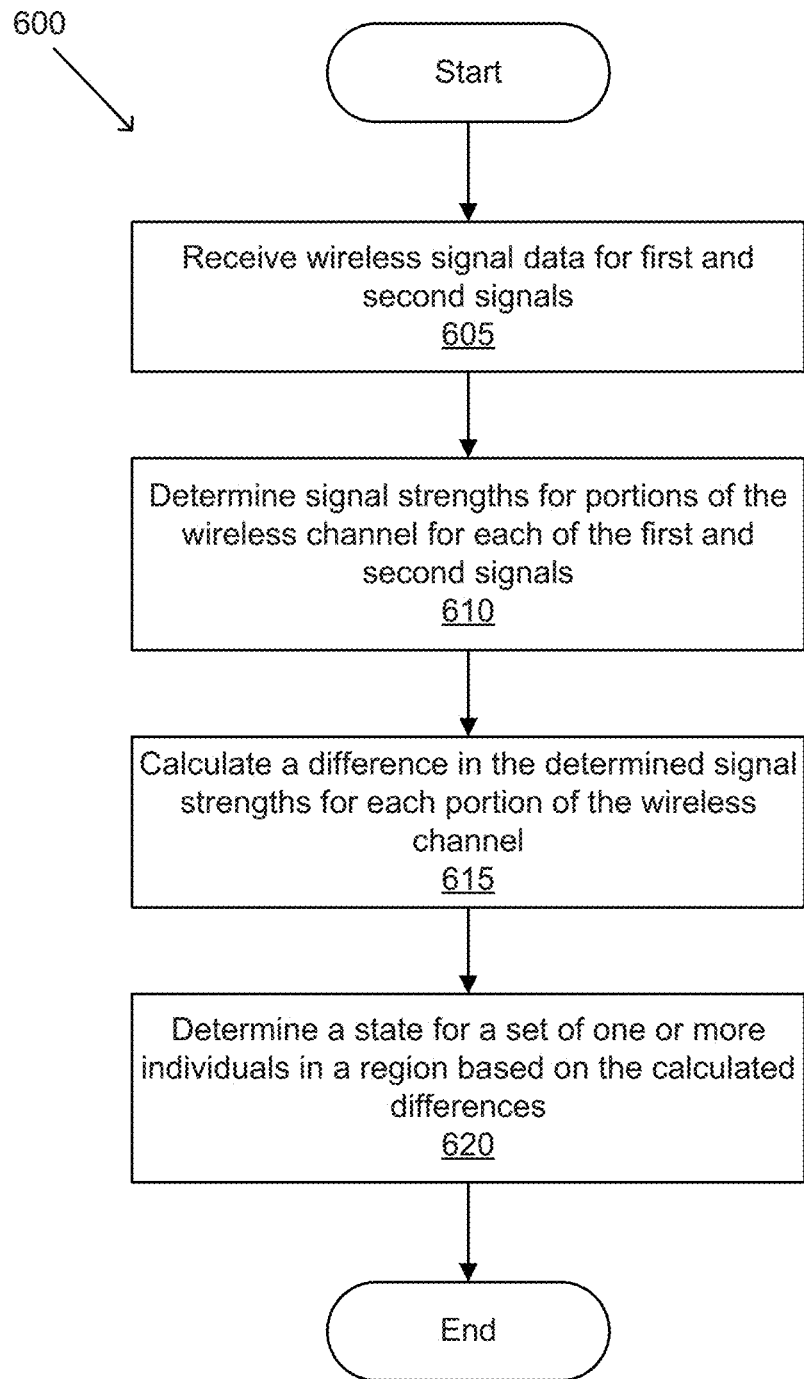 600
Start
Receive wireless signal data for first and
second signals
605
Determine signal strengths for portions of the
wireless channel for each of the first and
second signals
610
Calculate a difference in the determined signal
strengths for each portion of the wireless
channel
615
Determine a state for a set of one or more
individuals in a region based on the calculated
differences
620
End